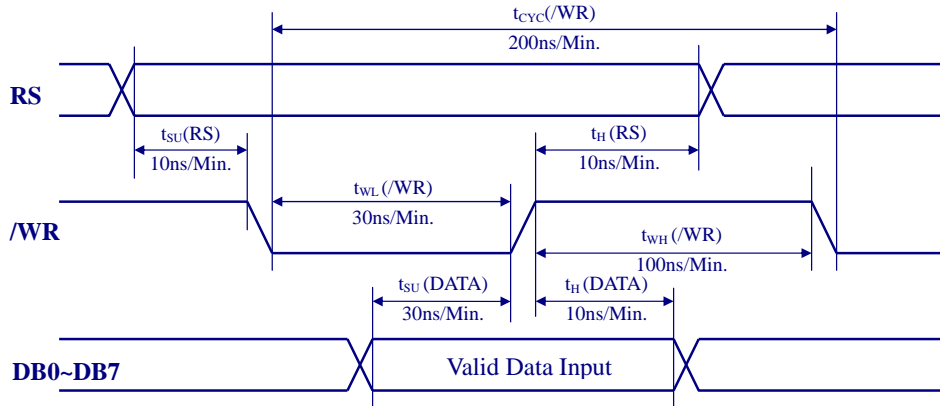 tCYC(/WR)
200ns/Min.
RS
tSU(RS)
10ns/Min.
tH(RS)
10ns/Min.
/WR
tWL(/WR)
30ns/Min.
tWH(/WR)
100ns/Min.
tSU(DATA)
30ns/Min.
tH(DATA)
10ns/Min.
DB0~DB7
Valid Data Input